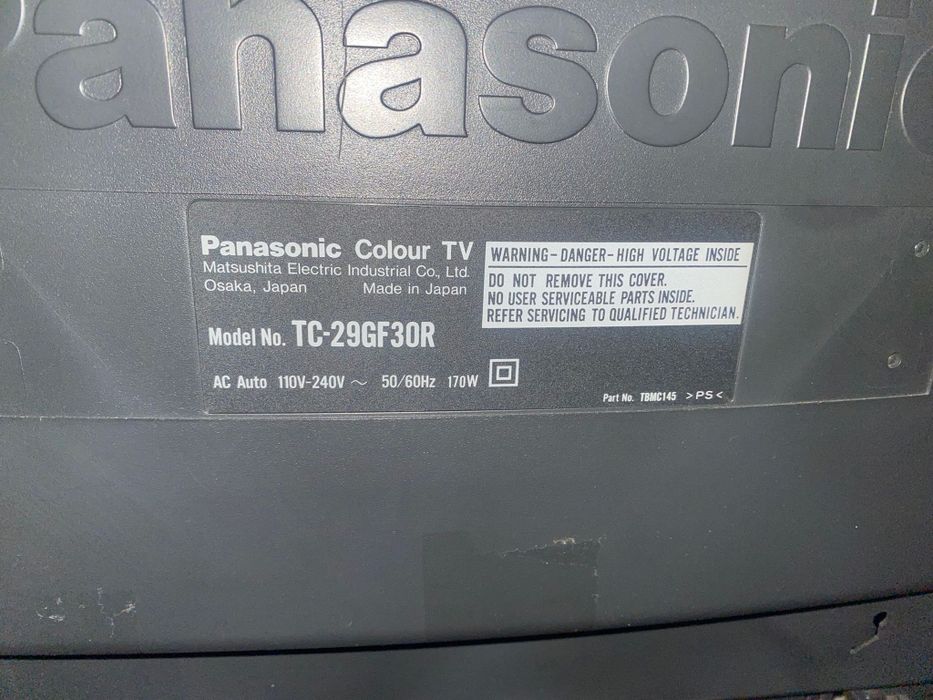 Panasonic
Panasonic Colour TV
Matsushita Electric Industrial Co., Ltd.
Osaka, Japan Made in Japan
Model No. TC-29GF30R
AC Auto 110V-240V ~ 50/60Hz 170W
WARNING-DANGER-HIGH VOLTAGE INSIDE
DO NOT REMOVE THIS COVER.
NO USER SERVICEABLE PARTS INSIDE.
REFER SERVICING TO QUALIFIED TECHNICIAN.
Part No. TBMC145 >PS<